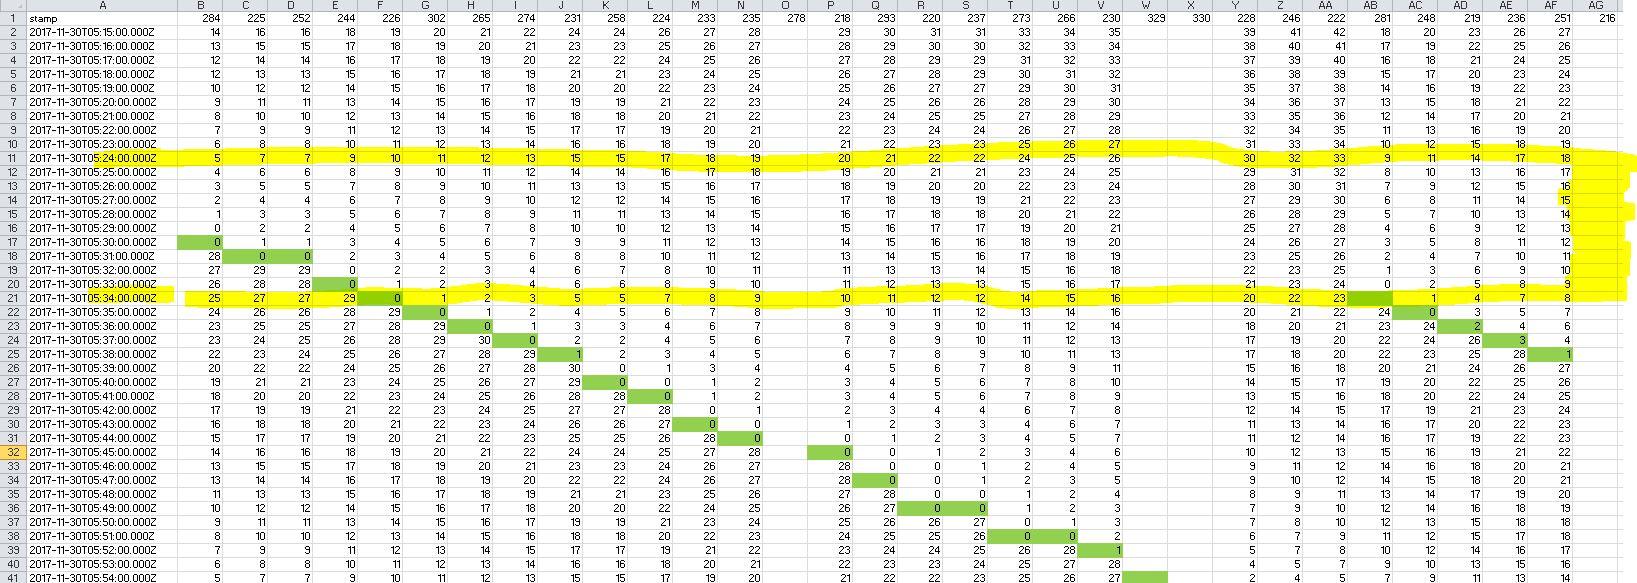 A B C D E F G H I J K L M N O P Q R S T U V W X Y Z AA AB AC AD AE AF AG
1 stamp 284 225 252 244 226 302 265 274 231 258 224 233 235 278 218 293 220 237 273 266 230 329 330 228 246 222 281 248 219 236 251 216
2 2017-11-30T05:15:00.000Z 14 16 16 18 19 20 21 22 24 24 26 27 28 29 30 31 31 33 34 35 39 41 42 18 20 23 26 27
3 2017-11-30T05:16:00.000Z 13 15 15 17 18 19 20 21 23 23 25 26 27 28 29 30 30 32 33 34 38 40 41 17 19 22 25 26
4 2017-11-30T05:17:00.000Z 12 14 14 16 17 18 19 20 22 22 24 25 26 27 28 29 29 31 32 33 37 39 40 16 18 21 24 25
5 2017-11-30T05:18:00.000Z 12 13 13 15 16 17 18 19 21 21 23 24 25 26 27 28 29 30 31 32 36 38 39 15 17 20 23 24
6 2017-11-30T05:19:00.000Z 10 12 12 14 15 16 17 18 20 20 22 23 24 25 26 27 27 29 30 31 35 37 38 14 16 19 22 23
7 2017-11-30T05:20:00.000Z 9 11 11 13 14 15 16 17 19 19 21 22 23 24 25 26 26 28 29 30 34 36 37 13 15 18 21 22
8 2017-11-30T05:21:00.000Z 8 10 10 12 13 14 15 16 18 18 20 21 22 23 24 25 25 27 28 29 33 35 36 12 14 17 20 21
9 2017-11-30T05:22:00.000Z 7 9 9 11 12 13 14 15 17 17 19 20 21 22 23 24 24 26 27 28 32 34 35 11 13 16 19 20
10 2017-11-30T05:23:00.000Z 6 8 8 10 11 12 13 14 16 16 18 19 20 21 22 23 23 25 26 27 31 33 34 10 12 15 18 19
11 2017-11-30T05:24:00.000Z 5 7 7 9 10 11 12 13 15 15 17 18 19 20 21 22 22 24 25 26 30 32 33 9 11 14 17 18
12 2017-11-30T05:25:00.000Z 4 6 6 8 9 10 11 12 14 14 16 17 18 19 20 21 21 23 24 25 29 31 32 8 10 13 16 17
13 2017-11-30T05:26:00.000Z 3 5 5 7 8 9 10 11 13 13 15 16 17 18 19 20 20 22 23 24 28 30 31 7 9 12 15 16
14 2017-11-30T05:27:00.000Z 2 4 4 6 7 8 9 10 12 12 14 15 16 17 18 19 19 21 22 23 27 29 30 6 8 11 14 15
15 2017-11-30T05:28:00.000Z 1 3 3 5 6 7 8 9 11 11 13 14 15 16 17 18 18 20 21 22 26 28 29 5 7 10 13 14
16 2017-11-30T05:29:00.000Z 0 2 2 4 5 6 7 8 10 10 12 13 14 15 16 17 17 19 20 21 25 27 28 4 6 9 12 13
17 2017-11-30T05:30:00.000Z 0 1 1 3 4 5 6 7 9 9 11 12 13 14 15 16 16 18 19 20 24 26 27 3 5 8 11 12
18 2017-11-30T05:31:00.000Z 28 0 0 2 3 4 5 6 8 8 10 11 12 13 14 15 16 17 18 19 23 25 26 2 4 7 10 11
19 2017-11-30T05:32:00.000Z 27 29 29 0 2 2 3 4 6 7 8 10 11 11 13 13 14 15 16 18 22 23 25 1 3 6 9 10
20 2017-11-30T05:33:00.000Z 26 28 28 0 1 2 3 4 6 6 8 9 10 11 12 13 13 15 16 17 21 23 24 0 2 5 8 9
21 2017-11-30T05:34:00.000Z 25 27 27 29 0 1 2 3 5 5 7 8 9 10 11 12 12 14 15 16 20 22 23 1 4 7 8
22 2017-11-30T05:35:00.000Z 24 26 26 28 29 0 1 2 4 5 6 7 8 9 10 11 12 13 14 16 20 21 22 24 0 3 5 7
23 2017-11-30T05:36:00.000Z 23 25 25 27 28 29 0 1 3 3 4 6 7 8 9 9 10 11 12 14 18 20 21 23 24 2 4 6
24 2017-11-30T05:37:00.000Z 23 24 25 26 28 29 30 0 2 2 4 5 6 7 8 9 10 11 12 13 17 19 20 22 24 26 3 4
25 2017-11-30T05:38:00.000Z 22 23 24 25 26 27 28 29 1 2 3 4 5 6 7 8 9 10 11 13 17 18 20 22 23 25 28 1
26 2017-11-30T05:39:00.000Z 20 22 22 24 25 26 27 28 30 0 1 3 4 4 5 6 7 8 9 11 15 16 18 20 21 24 26 27
27 2017-11-30T05:40:00.000Z 19 21 21 23 24 25 26 27 29 0 0 1 2 3 4 5 6 7 8 10 14 15 17 19 20 22 25 26
28 2017-11-30T05:41:00.000Z 18 20 20 22 23 24 25 26 28 28 0 1 2 3 4 5 6 7 8 9 13 15 16 18 20 22 24 25
29 2017-11-30T05:42:00.000Z 17 19 19 21 22 23 24 25 27 27 28 0 1 2 3 4 4 6 7 8 12 14 15 17 19 21 23 24
30 2017-11-30T05:43:00.000Z 16 18 18 20 21 22 23 24 26 26 27 0 0 1 2 3 3 4 6 7 11 13 14 16 17 20 22 23
31 2017-11-30T05:44:00.000Z 15 17 17 19 20 21 22 23 25 25 26 28 0 0 1 2 3 4 5 7 11 12 14 16 17 19 22 23
32 2017-11-30T05:45:00.000Z 14 16 16 18 19 20 21 22 24 24 25 27 28 0 0 1 2 3 4 6 10 12 13 15 16 18 21 22
33 2017-11-30T05:46:00.000Z 13 15 15 17 18 19 20 21 23 23 24 26 27 28 0 0 1 2 4 5 9 11 12 14 16 18 20 21
34 2017-11-30T05:47:00.000Z 13 14 14 16 17 18 19 20 22 22 24 26 27 28 0 0 1 2 3 5 9 10 12 14 15 18 20 21
35 2017-11-30T05:48:00.000Z 11 13 13 15 16 17 18 19 21 21 23 25 26 27 28 0 0 1 2 4 8 9 11 13 14 17 19 20
36 2017-11-30T05:49:00.000Z 10 12 12 14 15 16 17 18 20 20 22 24 25 26 27 0 0 1 2 3 7 9 10 12 14 16 18 19
37 2017-11-30T05:50:00.000Z 9 11 11 13 14 15 16 17 19 19 21 23 24 25 26 26 27 0 1 3 7 8 10 12 13 15 18 18
38 2017-11-30T05:51:00.000Z 8 10 10 12 13 14 15 16 18 18 20 22 23 24 25 25 26 0 0 2 6 7 9 11 12 15 17 18
39 2017-11-30T05:52:00.000Z 7 9 9 11 12 13 14 15 17 17 19 21 22 23 24 24 25 26 28 1 5 7 8 10 12 14 16 17
40 2017-11-30T05:53:00.000Z 6 8 8 10 11 12 13 14 16 16 18 20 21 22 23 23 24 25 27 28 4 5 7 9 10 13 15 16
41 2017-11-30T05:54:00.000Z 5 7 7 9 10 11 12 13 15 15 17 19 20 21 22 22 23 25 26 27 2 4 5 7 9 11 13 14